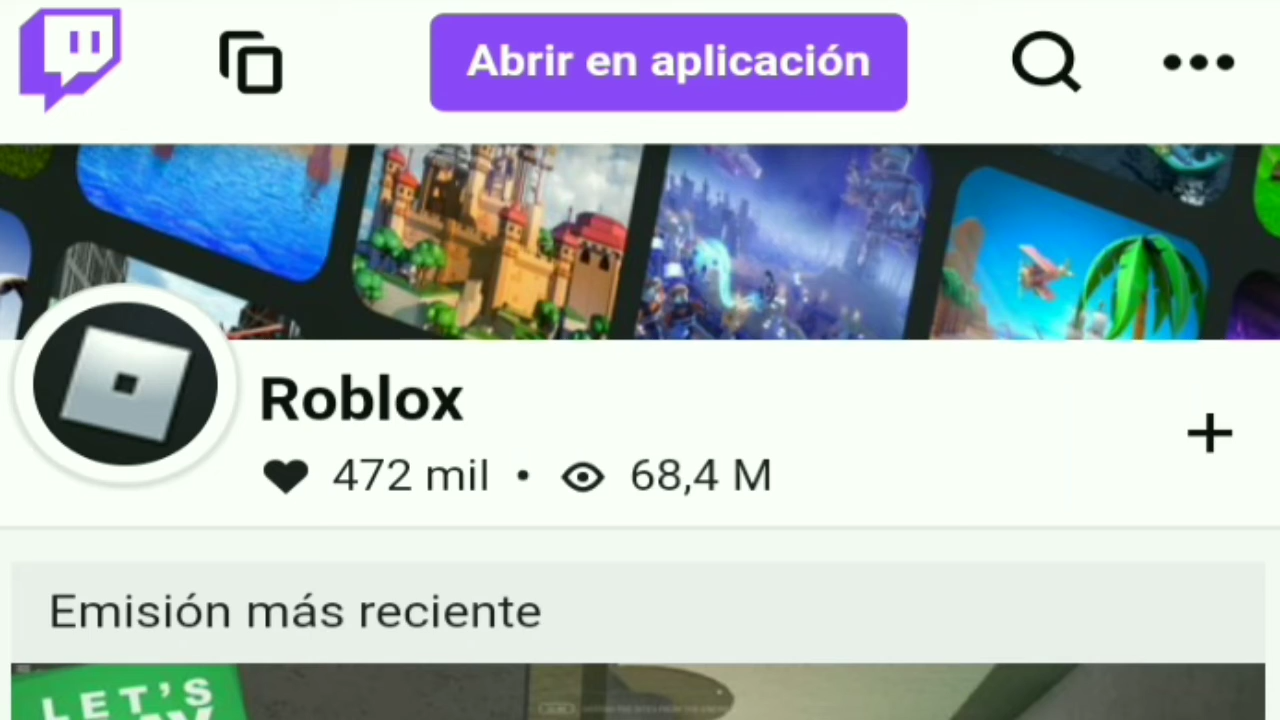 Abrir en aplicación
Roblox
472 mil • 68,4 M
Emisión más reciente
LET'S